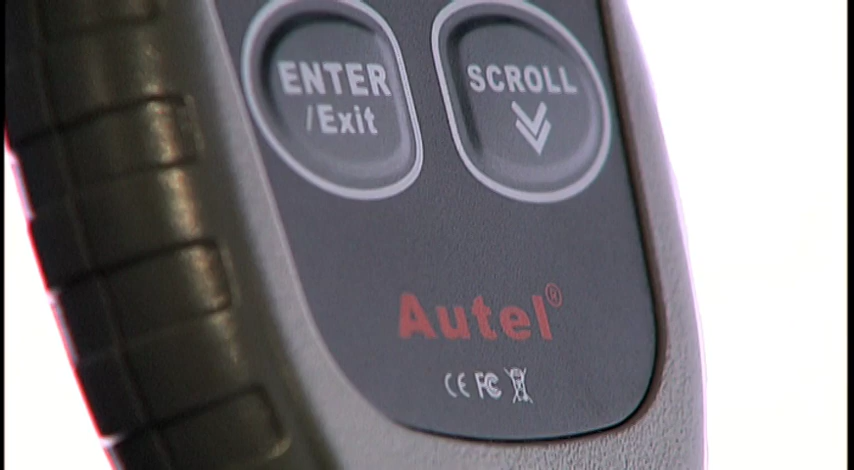 ENTER
/Exit
SCROLL
Autel®
CE FC